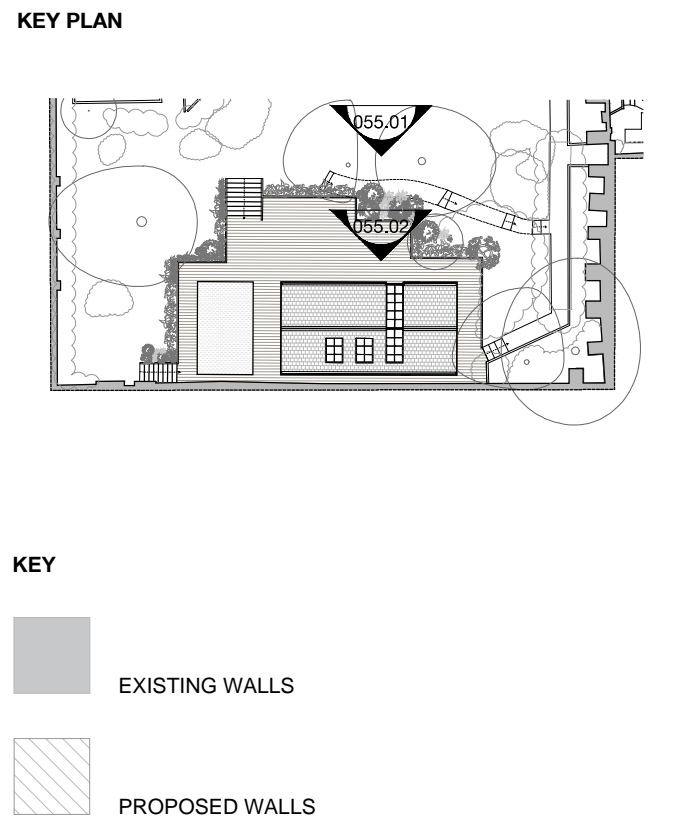 KEY PLAN
055.01
055.02
KEY
EXISTING WALLS
PROPOSED WALLS